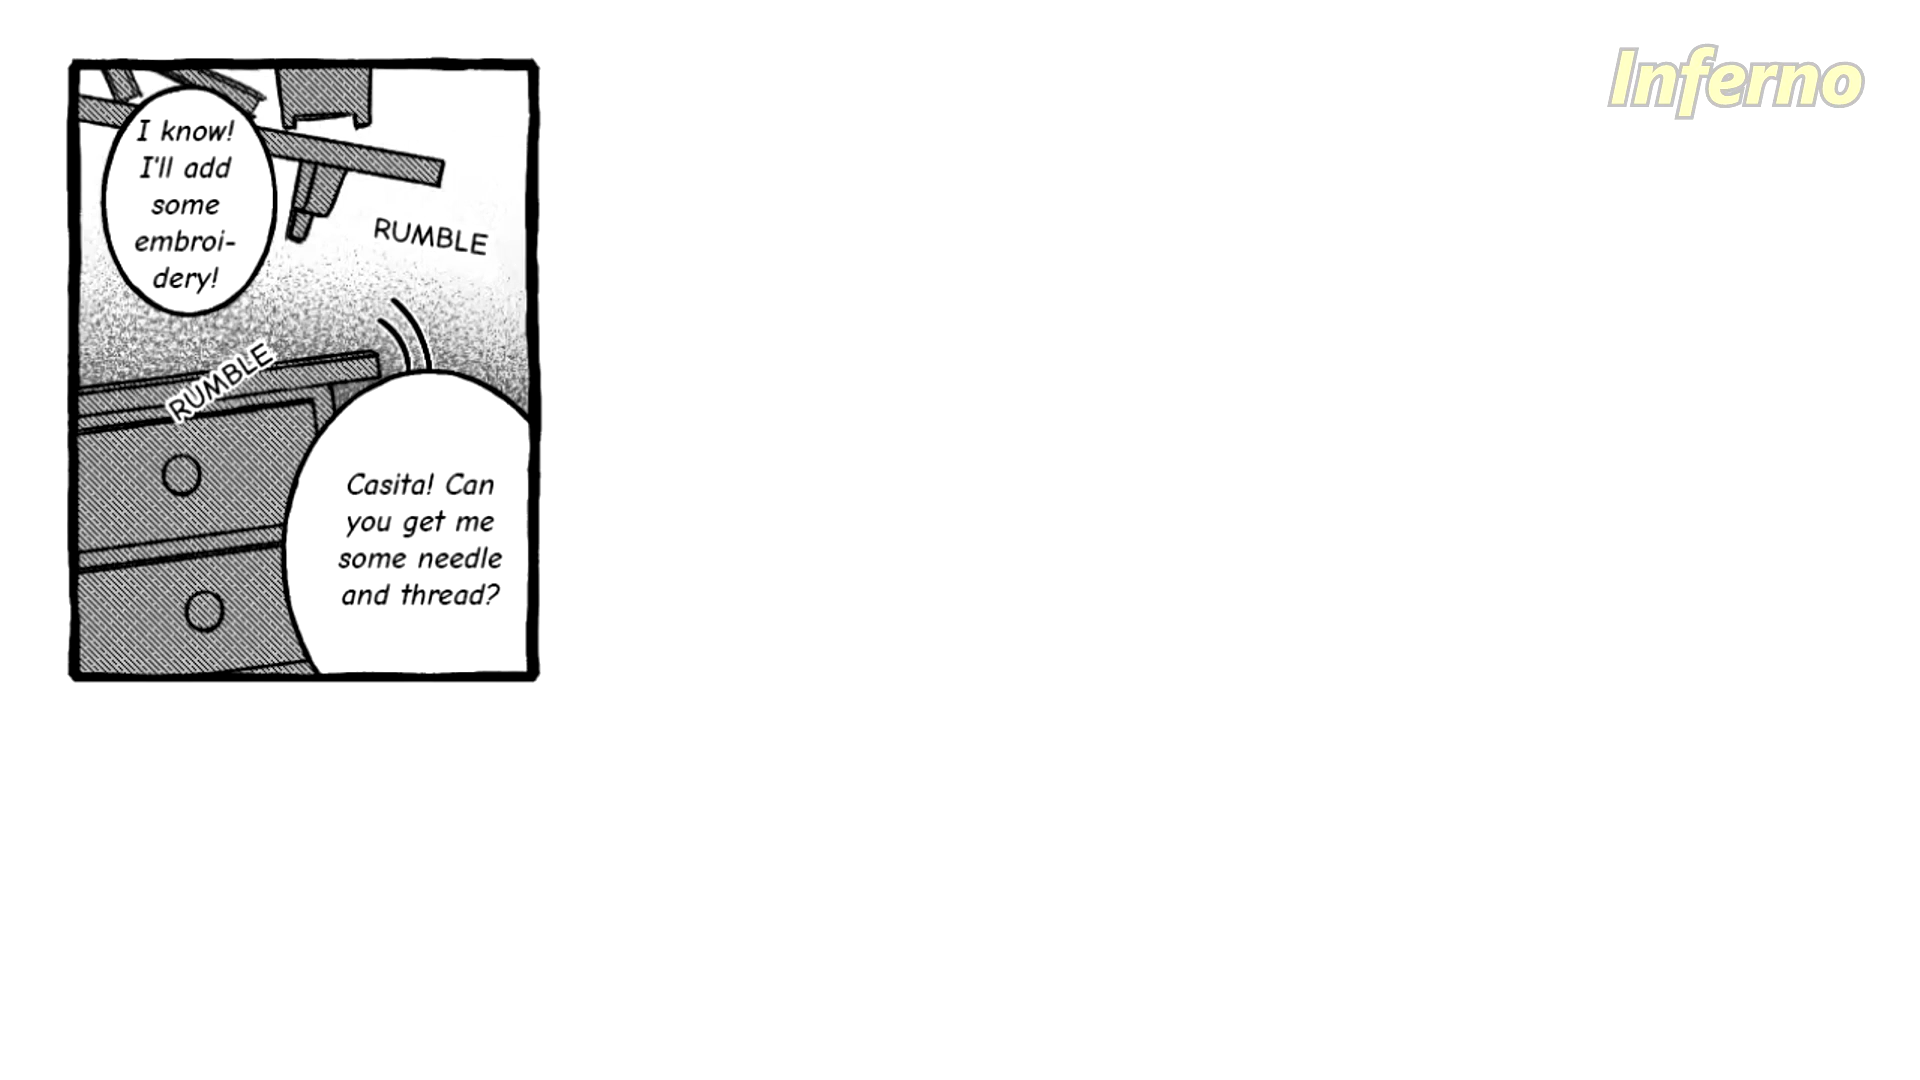 Inferno
I know!
I'll add
some
embroi-
dery!
RUMBLE
RUMBLE
Casita! Can
you get me
some needle
and thread?